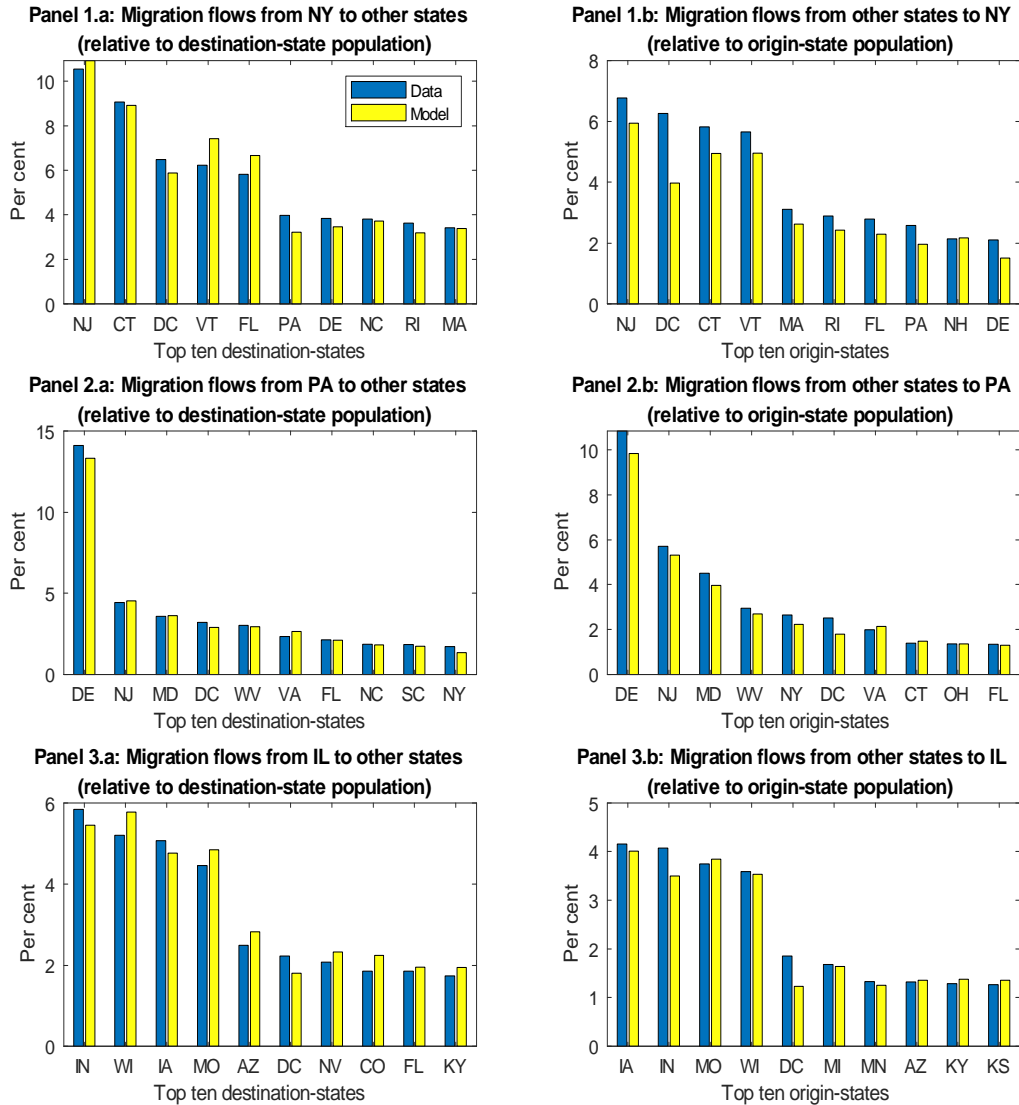 Panel 1.a: Migration flows from NY to other states
(relative to destination-state population)
10
8
6
4
2
0
Per cent
Data
Model
NJ CT DC VT FL PA DE NC RI MA
Top ten destination-states
Panel 1.b: Migration flows from other states to NY
(relative to origin-state population)
8
6
4
2
0
Per cent
NJ DC CT VT MA RI FL PA NH DE
Top ten origin-states
Panel 2.a: Migration flows from PA to other states
(relative to destination-state population)
15
10
5
0
Per cent
DE NJ MD DC WV VA FL NC SC NY
Top ten destination-states
Panel 2.b: Migration flows from other states to PA
(relative to origin-state population)
10
8
6
4
2
0
Per cent
DE NJ MD WV NY DC VA CT OH FL
Top ten origin-states
Panel 3.a: Migration flows from IL to other states
(relative to destination-state population)
6
4
2
0
Per cent
IN WI IA MO AZ DC NV CO FL KY
Top ten destination-states
Panel 3.b: Migration flows from other states to IL
(relative to origin-state population)
5
4
3
2
1
0
Per cent
IA IN MO WI DC MI MN AZ KY KS
Top ten origin-states